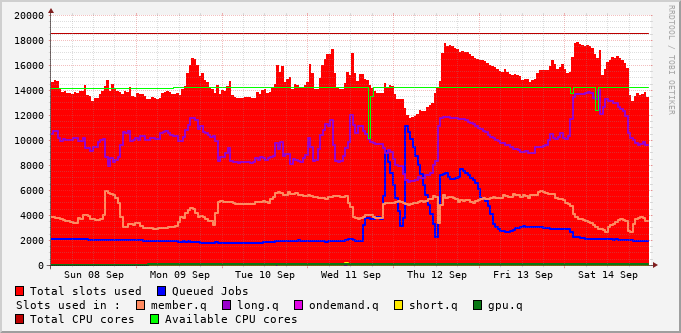 20000
18000
16000
14000
12000
10000
8000
6000
4000
2000
0
Sun 08 Sep Mon 09 Sep Tue 10 Sep Wed 11 Sep Thu 12 Sep Fri 13 Sep Sat 14 Sep
Total slots used Queued Jobs
Slots used in : member.q long.q ondemand.q short.q gpu.q
Total CPU cores Available CPU cores
RRDTOOL / TOBI OETIKER